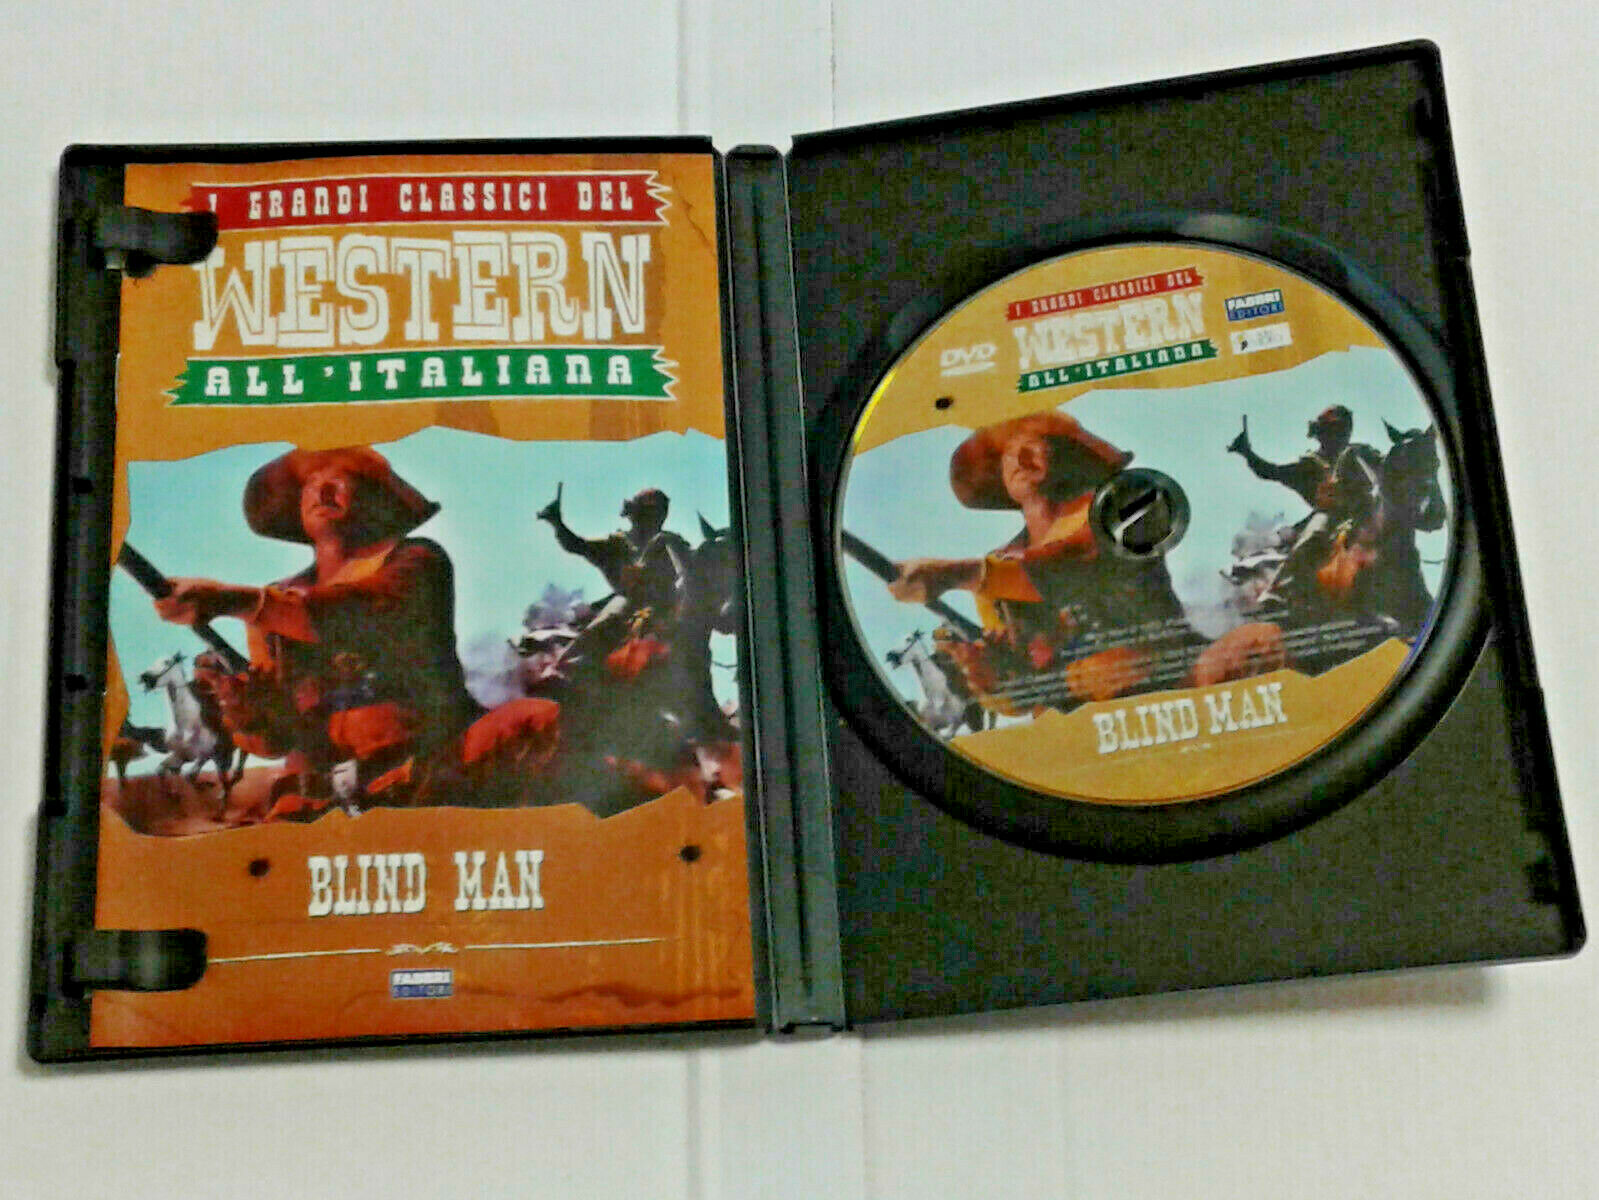 I GRANDI CLASSICI DEL
WESTERN
ALL'ITALIANA
BLIND MAN
FABBRI
EDITORI
I GRANDI CLASSICI DEL
WESTERN
ALL'ITALIANA
DVD
FABBRI
EDITORI
BLIND MAN